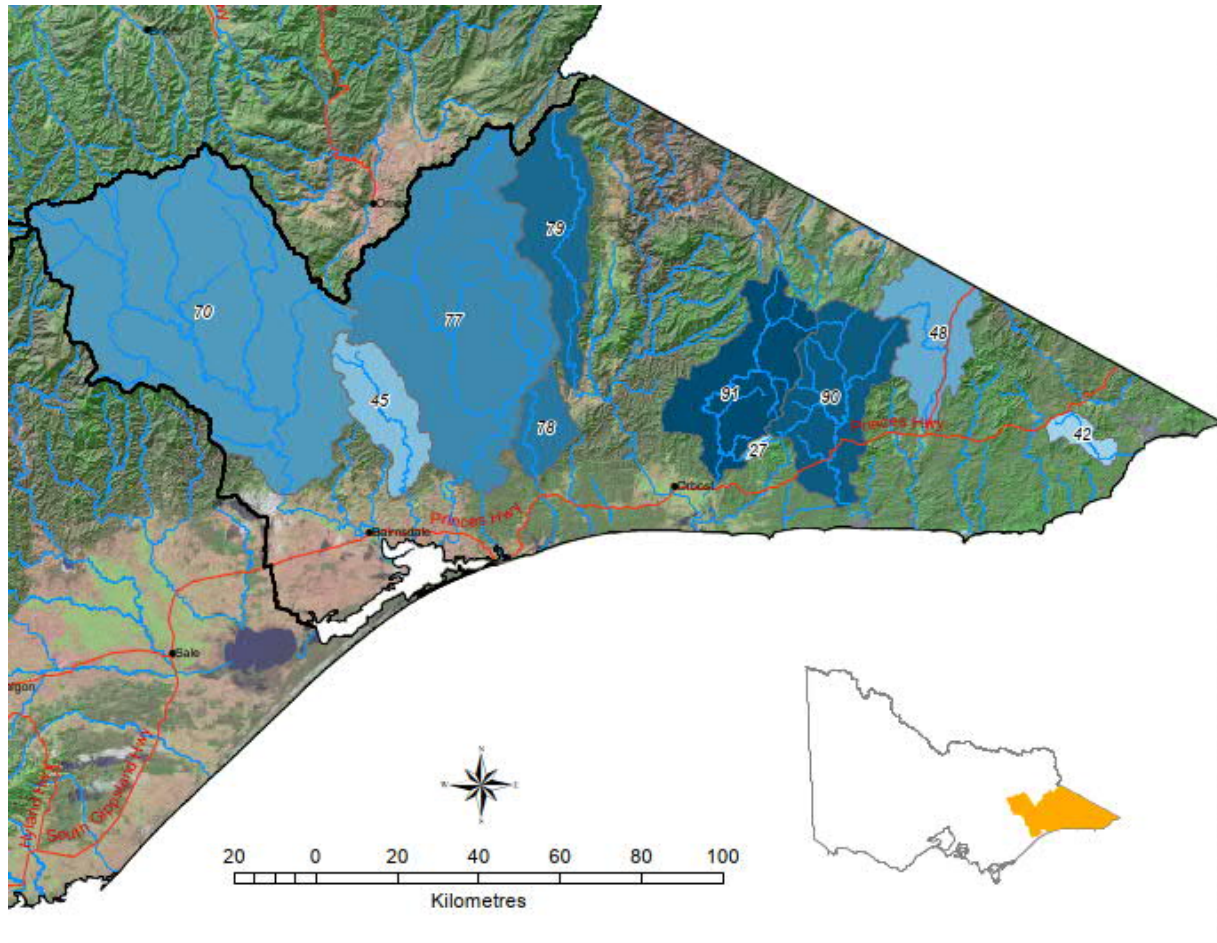 Omeo
79
70
77
48
45
91
90
78
Princes Hwy
42
27
Orbost
Princes Hwy
Bairnsdale
Sale
Hyland Hwy
South Gippsland Hwy
N
W
E
S
20 0 20 40 60 80 100
Kilometres